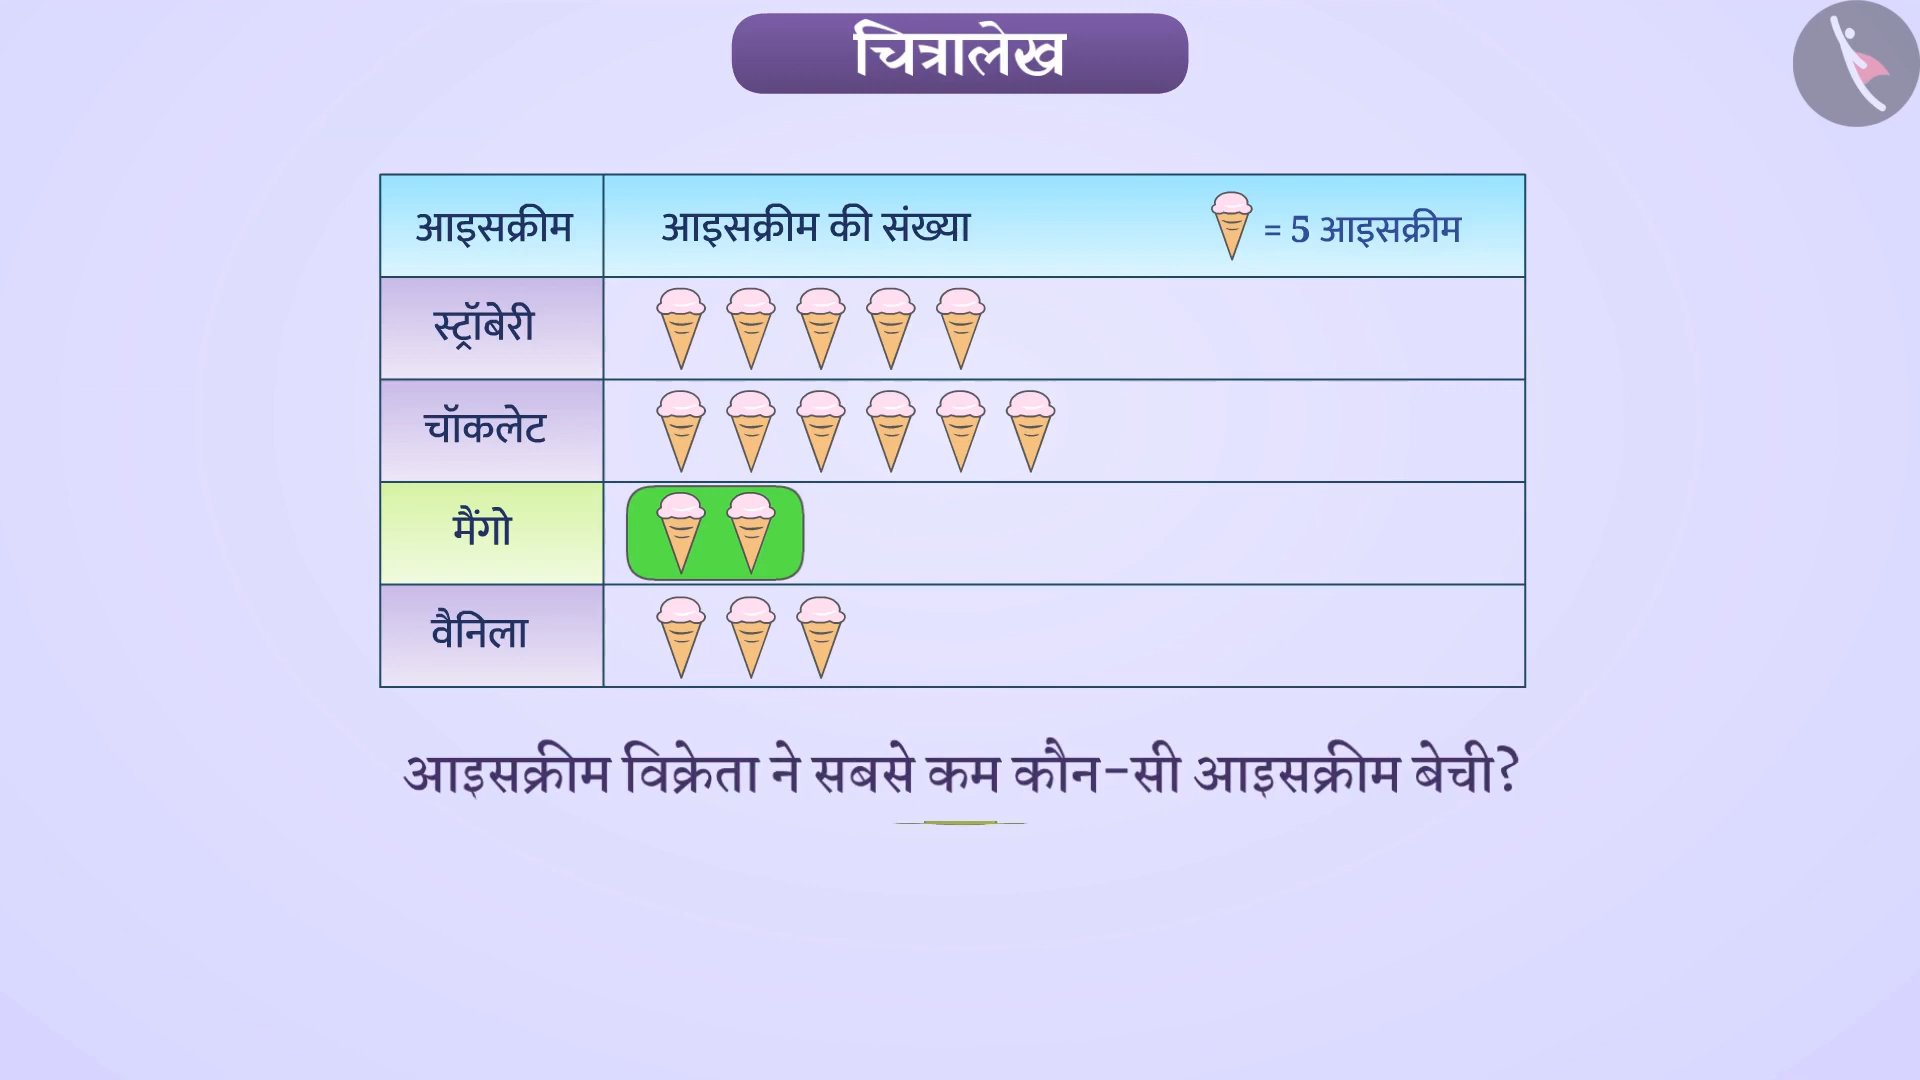 चित्रालेख
आइसक्रीम
आइसक्रीम की संख्या
= 5 आइसक्रीम
स्ट्रॉबेरी
चॉकलेट
मैंगो
वैनिला
आइसक्रीम विक्रेता ने सबसे कम कौन-सी आइसक्रीम बेची?